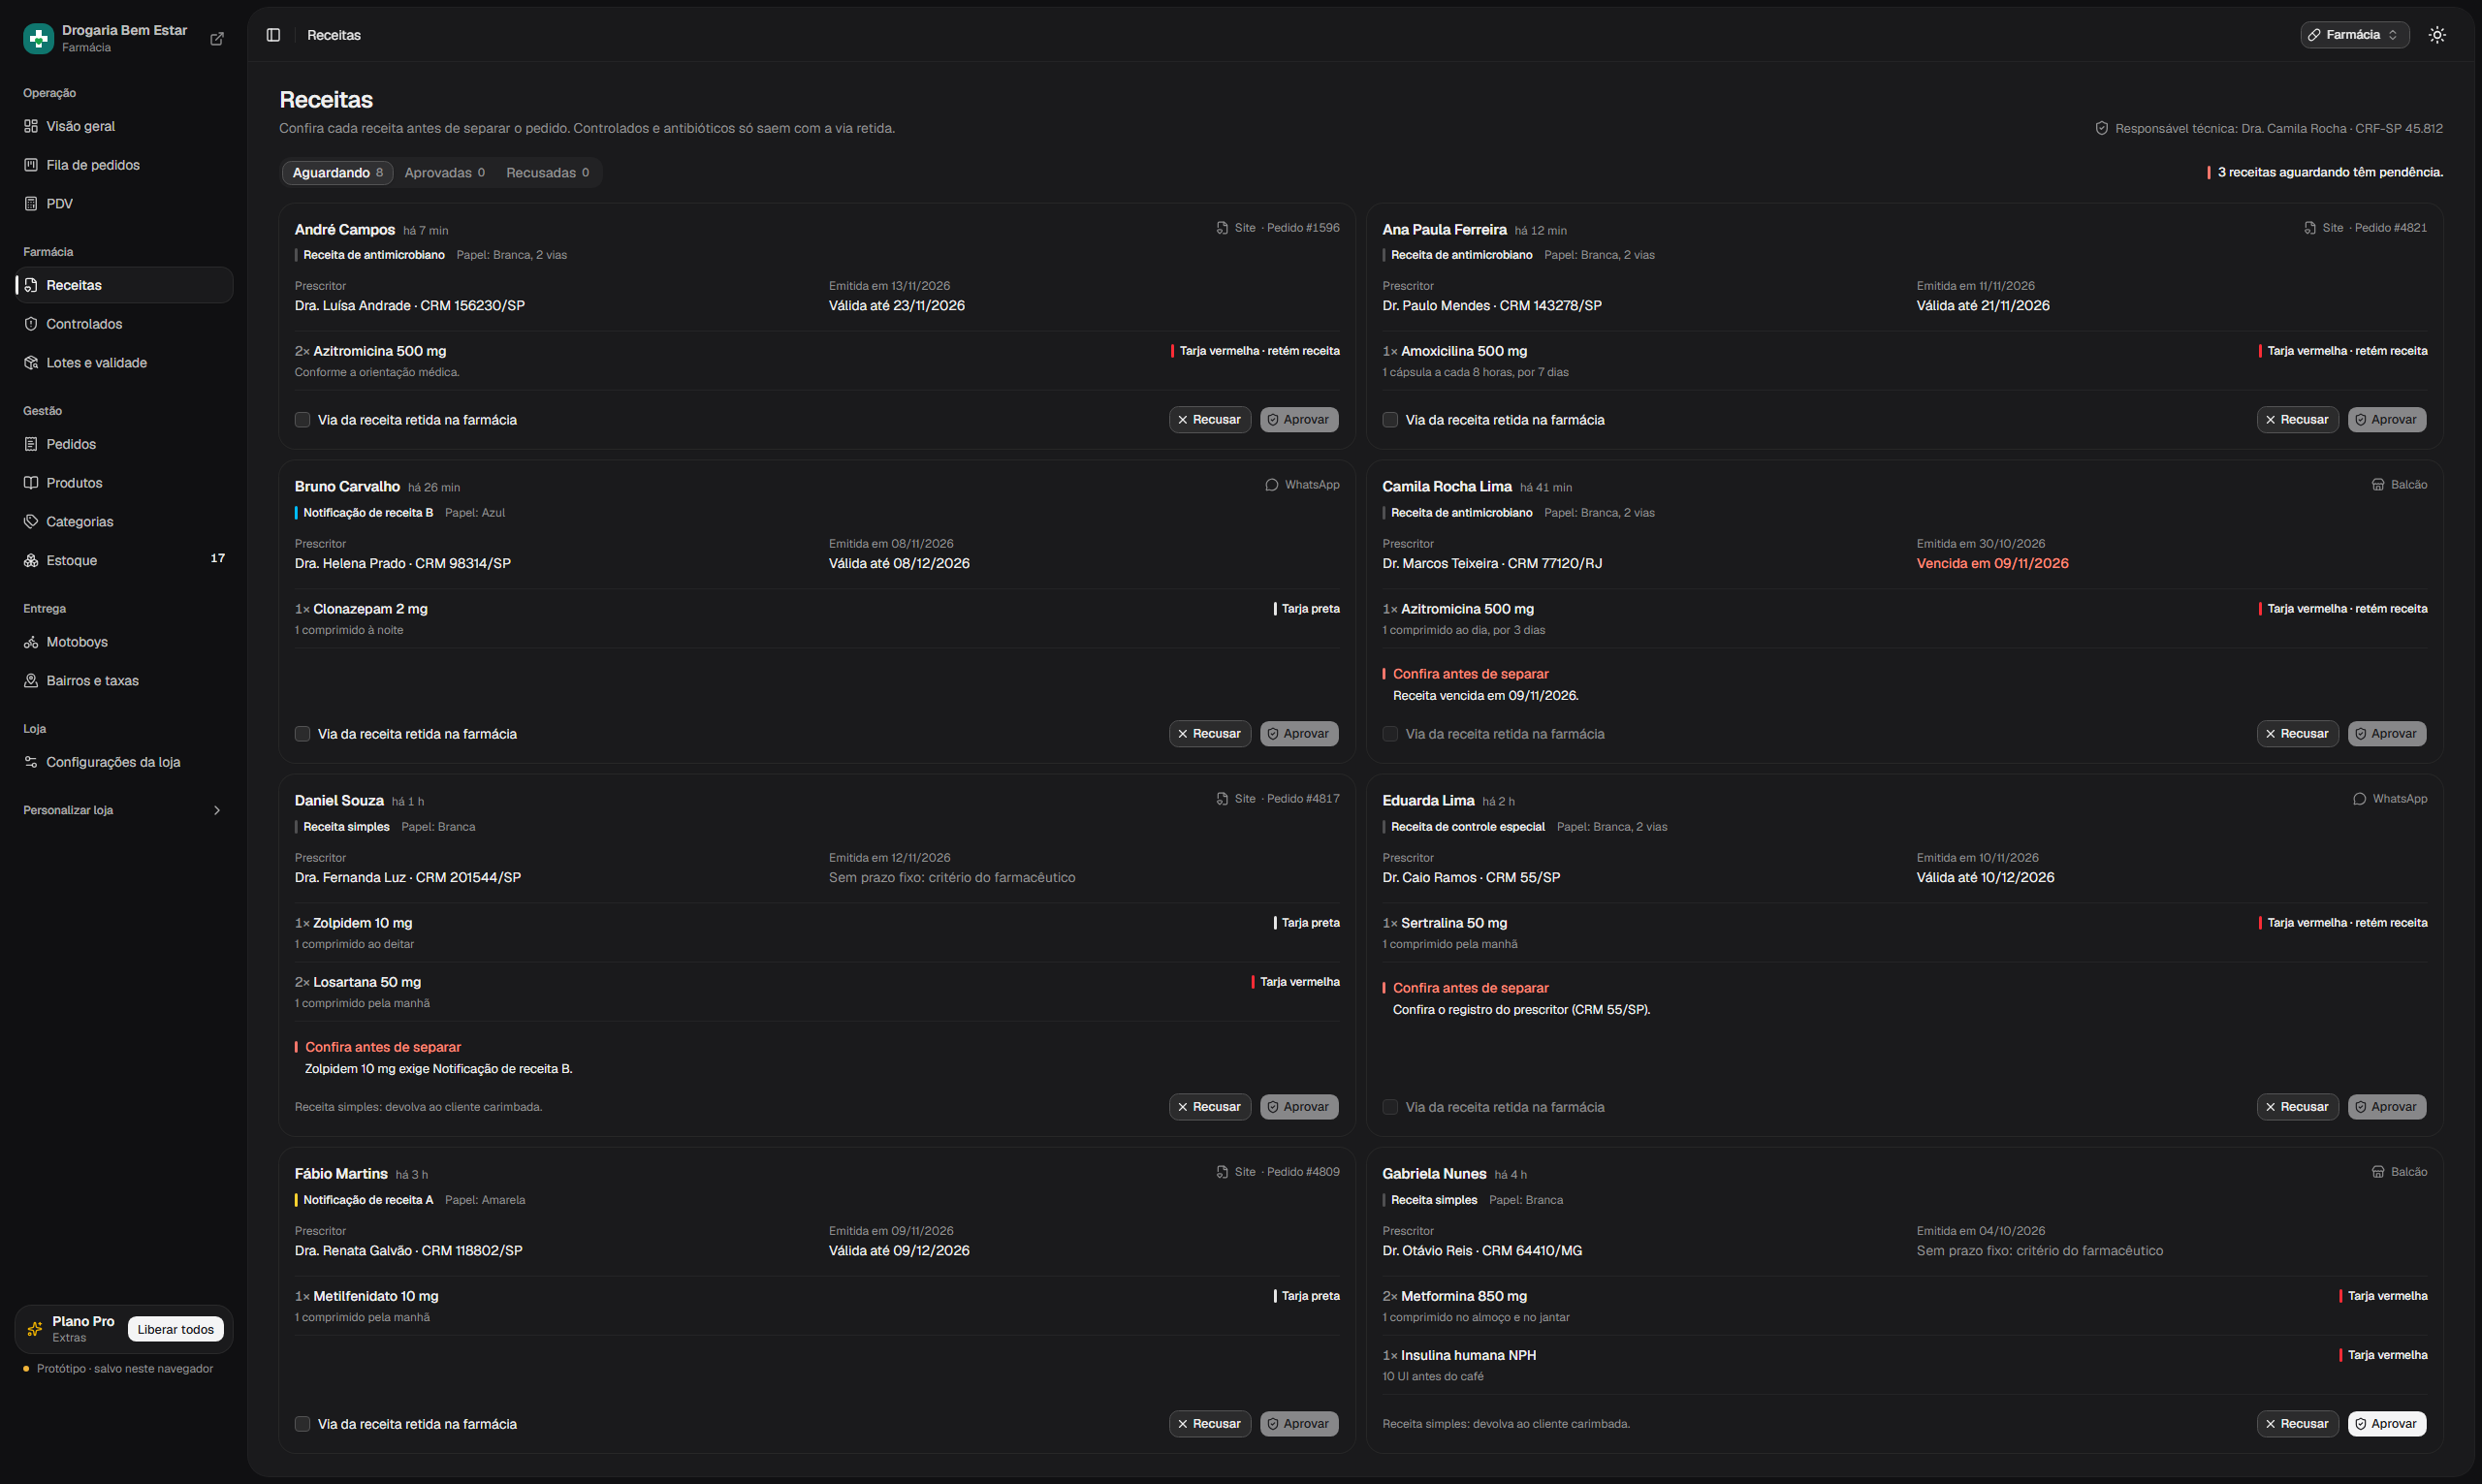 Drogaria Bem Estar
Farmácia
Operação
Visão geral
Fila de pedidos
PDV
Farmácia
Receitas
Controlados
Lotes e validade
Gestão
Pedidos
Produtos
Categorias
Estoque 17
Entrega
Motoboys
Bairros e taxas
Loja
Configurações da loja
Personalizar loja
Plano Pro
Extras
Liberar todos
Protótipo · salvo neste navegador
Receitas
Farmácia
Receitas
Confira cada receita antes de separar o pedido. Controlados e antibióticos só saem com a via retida.
Responsável técnica: Dra. Camila Rocha · CRF-SP 45.812
Aguardando 8 Aprovadas 0 Recusadas 0
3 receitas aguardando têm pendência.
André Campos há 7 min
Site · Pedido #1596
Receita de antimicrobiano Papel: Branca, 2 vias
Prescritor
Dra. Luísa Andrade · CRM 156230/SP
Emitida em 13/11/2026
Válida até 23/11/2026
2× Azitromicina 500 mg
Tarja vermelha · retém receita
Conforme a orientação médica.
Via da receita retida na farmácia
Recusar
Aprovar
Ana Paula Ferreira há 12 min
Site · Pedido #4821
Receita de antimicrobiano Papel: Branca, 2 vias
Prescritor
Dr. Paulo Mendes · CRM 143278/SP
Emitida em 11/11/2026
Válida até 21/11/2026
1× Amoxicilina 500 mg
Tarja vermelha · retém receita
1 cápsula a cada 8 horas, por 7 dias
Via da receita retida na farmácia
Recusar
Aprovar
Bruno Carvalho há 26 min
WhatsApp
Notificação de receita B Papel: Azul
Prescritor
Dra. Helena Prado · CRM 98314/SP
Emitida em 08/11/2026
Válida até 08/12/2026
1× Clonazepam 2 mg
Tarja preta
1 comprimido à noite
Via da receita retida na farmácia
Recusar
Aprovar
Camila Rocha Lima há 41 min
Balcão
Receita de antimicrobiano Papel: Branca, 2 vias
Prescritor
Dr. Marcos Teixeira · CRM 77120/RJ
Emitida em 30/10/2026
Vencida em 09/11/2026
1× Azitromicina 500 mg
Tarja vermelha · retém receita
1 comprimido ao dia, por 3 dias
Confira antes de separar
Receita vencida em 09/11/2026.
Via da receita retida na farmácia
Recusar
Aprovar
Daniel Souza há 1 h
Site · Pedido #4817
Receita simples Papel: Branca
Prescritor
Dra. Fernanda Luz · CRM 201544/SP
Emitida em 12/11/2026
Sem prazo fixo: critério do farmacêutico
1× Zolpidem 10 mg
Tarja preta
1 comprimido ao deitar
2× Losartana 50 mg
Tarja vermelha
1 comprimido pela manhã
Confira antes de separar
Zolpidem 10 mg exige Notificação de receita B.
Receita simples: devolva ao cliente carimbada.
Recusar
Aprovar
Eduarda Lima há 2 h
WhatsApp
Receita de controle especial Papel: Branca, 2 vias
Prescritor
Dr. Caio Ramos · CRM 55/SP
Emitida em 10/11/2026
Válida até 10/12/2026
1× Sertralina 50 mg
Tarja vermelha · retém receita
1 comprimido pela manhã
Confira antes de separar
Confira o registro do prescritor (CRM 55/SP).
Via da receita retida na farmácia
Recusar
Aprovar
Fábio Martins há 3 h
Site · Pedido #4809
Notificação de receita A Papel: Amarela
Prescritor
Dra. Renata Galvão · CRM 118802/SP
Emitida em 09/11/2026
Válida até 09/12/2026
1× Metilfenidato 10 mg
Tarja preta
1 comprimido pela manhã
Via da receita retida na farmácia
Recusar
Aprovar
Gabriela Nunes há 4 h
Balcão
Receita simples Papel: Branca
Prescritor
Dr. Otávio Reis · CRM 64410/MG
Emitida em 04/10/2026
Sem prazo fixo: critério do farmacêutico
2× Metformina 850 mg
Tarja vermelha
1 comprimido no almoço e no jantar
1× Insulina humana NPH
Tarja vermelha
10 UI antes do café
Receita simples: devolva ao cliente carimbada.
Recusar
Aprovar